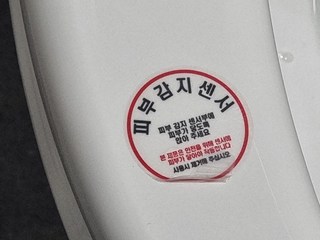 피부감지센서
피부 감지 센서부에
피부가 닿도록
앉아 주세요
본 제품은 안전을 위해 센서에
피부가 닿아야 작동합니다
사용시 제거해 주십시오